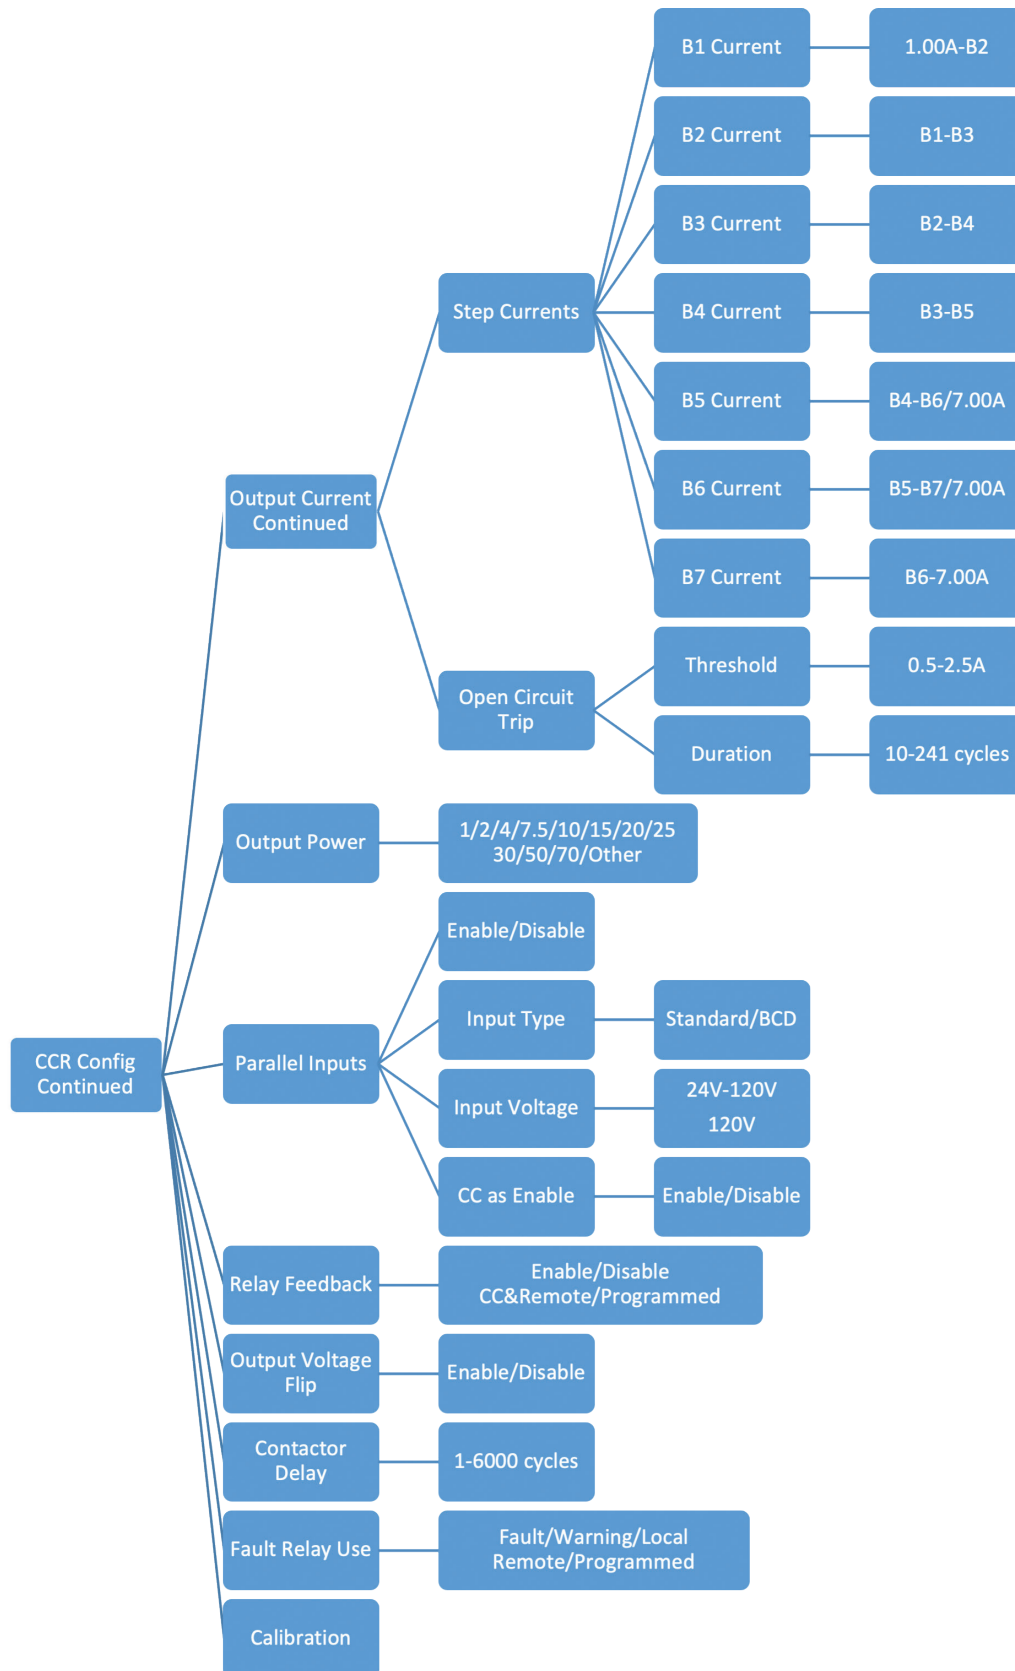 B1 Current
1.00A-B2
B2 Current
B1-B3
B3 Current
B2-B4
Step Currents
B4 Current
B3-B5
B5 Current
B4-B6/7.00A
Output Current
Continued
B6 Current
B5-B7/7.00A
B7 Current
B6-7.00A
Threshold
0.5-2.5A
Open Circuit
Trip
Duration
10-241 cycles
Output Power
1/2/4/7.5/10/15/20/25
30/50/70/Other
Enable/Disable
Input Type
Standard/BCD
CCR Config
Continued
Parallel Inputs
Input Voltage
24V-120V
120V
CC as Enable
Enable/Disable
Relay Feedback
Enable/Disable
CC&Remote/Programmed
Output Voltage
Flip
Enable/Disable
Contactor
Delay
1-6000 cycles
Fault Relay Use
Fault/Warning/Local
Remote/Programmed
Calibration